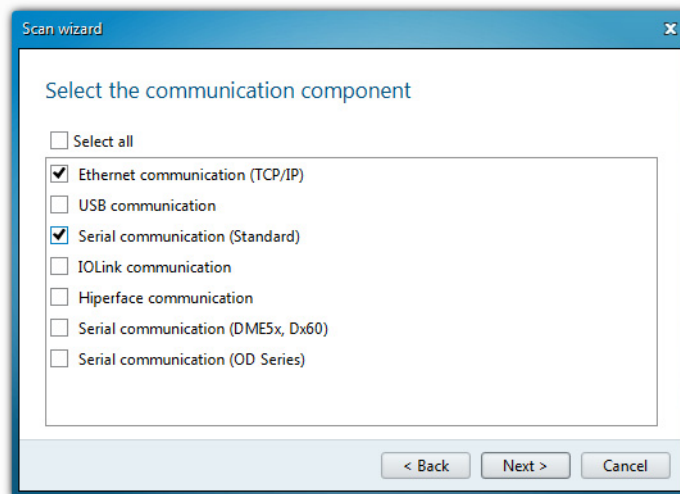 Scan wizard
Select the communication component
Select all
Ethernet communication (TCP/IP)
USB communication
Serial communication (Standard)
IOLink communication
Hiperface communication
Serial communication (DME5x, Dx60)
Serial communication (OD Series)
< Back Next > Cancel